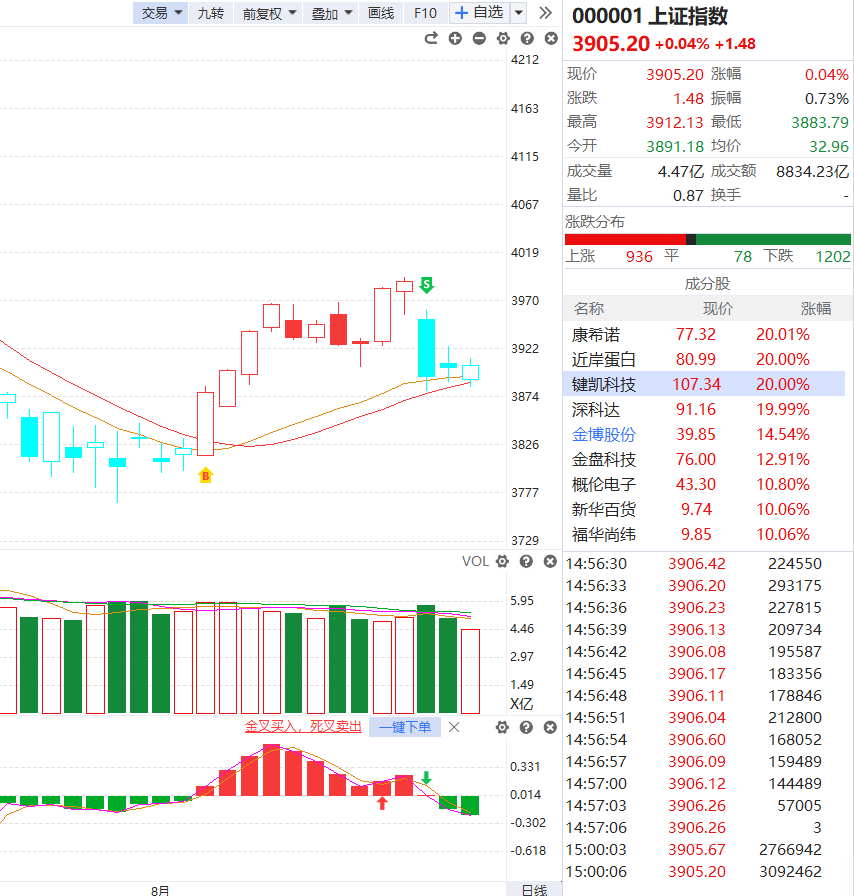 交易 九转 前复权 叠加 画线 F10 自选
4212
4163
4115
4067
4019
3970
3922
3874
3826
3777
3729
S
B
VOL
5.95
4.46
2.97
1.49
X亿
金叉买入，死叉卖出 一键下单
0.331
0.014
-0.302
-0.618
8月 日线
000001 上证指数
3905.20 +0.04% +1.48
现价 3905.20 涨幅 0.04%
涨跌 1.48 振幅 0.73%
最高 3912.13 最低 3883.79
今开 3891.18 均价 32.96
成交量 4.47亿 成交额 8834.23亿
量比 0.87 换手 -
涨跌分布
上涨 936 平 78 下跌 1202
成分股
名称 现价 涨幅
康希诺 77.32 20.01%
近岸蛋白 80.99 20.00%
键凯科技 107.34 20.00%
深科达 91.16 19.99%
金博股份 39.85 14.54%
金盘科技 76.00 12.91%
概伦电子 43.30 10.80%
新华百货 9.74 10.06%
福华尚纬 9.85 10.06%
14:56:30 3906.42 224550
14:56:33 3906.20 293175
14:56:36 3906.23 227815
14:56:39 3906.13 209734
14:56:42 3906.08 195587
14:56:45 3906.17 183356
14:56:48 3906.11 178846
14:56:51 3906.04 212800
14:56:54 3906.60 168052
14:56:57 3906.09 159489
14:57:00 3906.12 144489
14:57:03 3906.26 57005
14:57:06 3906.26 3
15:00:03 3905.67 2766942
15:00:06 3905.20 3092462